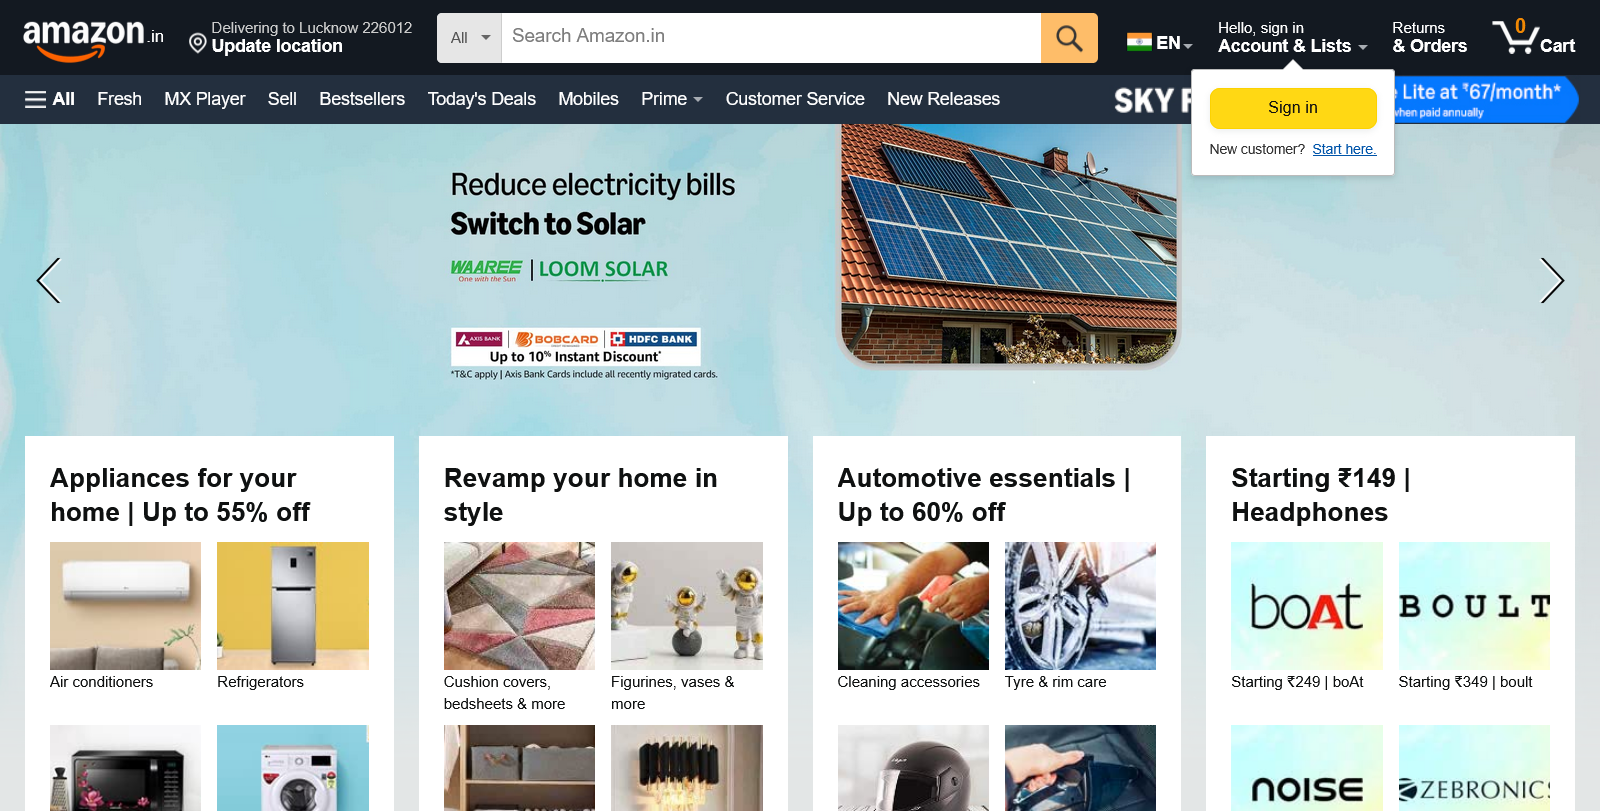 amazon.in
Delivering to Lucknow 226012
Update location
All
Search Amazon.in
EN
Hello, sign in
Account & Lists
Returns
& Orders
0
Cart
All
Fresh
MX Player
Sell
Bestsellers
Today's Deals
Mobiles
Prime
Customer Service
New Releases
SKY
Lite at ₹67/month*
when paid annually
Sign in
New customer? Start here.
Reduce electricity bills
Switch to Solar
WAAREE
One with the Sun
LOOM SOLAR
AXIS BANK
BOBCARD
HDFC BANK
Up to 10% Instant Discount*
*T&C apply | Axis Bank Cards include all recently migrated cards.
Appliances for your
home | Up to 55% off
Air conditioners
Refrigerators
Revamp your home in
style
Cushion covers,
bedsheets & more
Figurines, vases &
more
Automotive essentials |
Up to 60% off
Cleaning accessories
Tyre & rim care
Starting ₹149 |
Headphones
boAt
BOULT
Starting ₹249 | boAt
Starting ₹349 | boult
noise
ZEBRONICS